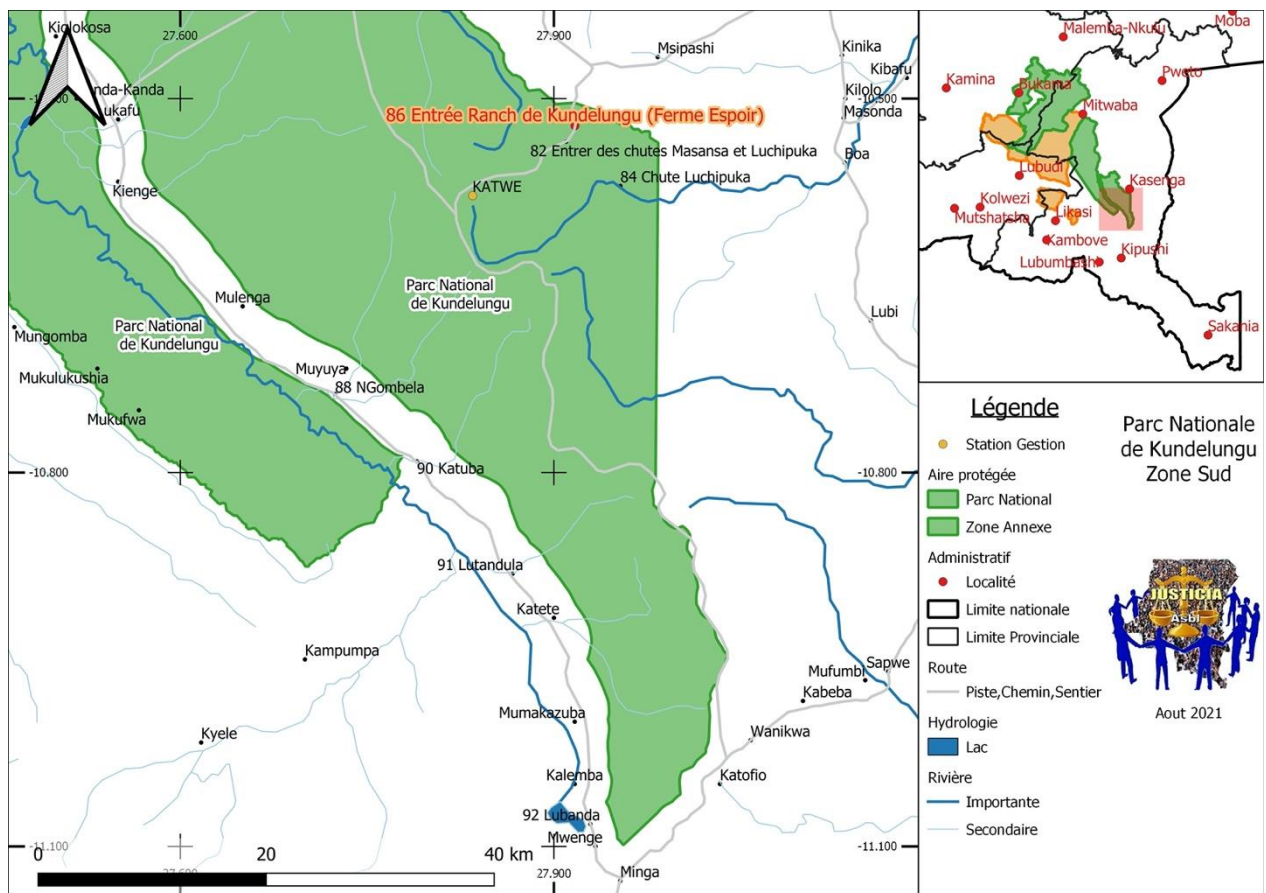 Kiolokosa
27.600
27.900
Msipashi
Kinika
Kibafu
Kilolo
Masonda
-10.500
nda-Kanda
ukafu
86 Entrée Ranch de Kundelungu (Ferme Espoir)
82 Entrer des chutes Masansa et Luchipuka
Boa
84 Chute Luchipuka
Kienge
KATWE
Parc National
de Kundelungu
Mulenga
Lubi
Parc National
de Kundelungu
Mungomba
Muyuya
Mukulukushia
88 NGombela
Mukufwa
-10.800
90 Katuba
-10.800
91 Lutandula
Katete
Kampumpa
Mufumbi
Sapwe
Kabeba
Mumakazuba
Kyele
Wanikwa
Kalemba
Katofio
92 Lubanda
Mwenge
-11.100
-11.100
Minga
0
20
40 km
27.600
27.900
Moba
Malemba-Nkulu
Pweto
Kamina
Bukama
Mitwaba
Lubudi
Kasenga
Kolwezi
Mutshatsha
Likasi
Kambove
Kipushi
Lubumbashi
Sakania
Légende
Station Gestion
Aire protégée
Parc National
Zone Annexe
Administratif
Localité
Limite nationale
Limite Provinciale
Route
Piste,Chemin,Sentier
Hydrologie
Lac
Rivière
Importante
Secondaire
Parc Nationale
de Kundelungu
Zone Sud
JUSTICIA
Asbl
Aout 2021